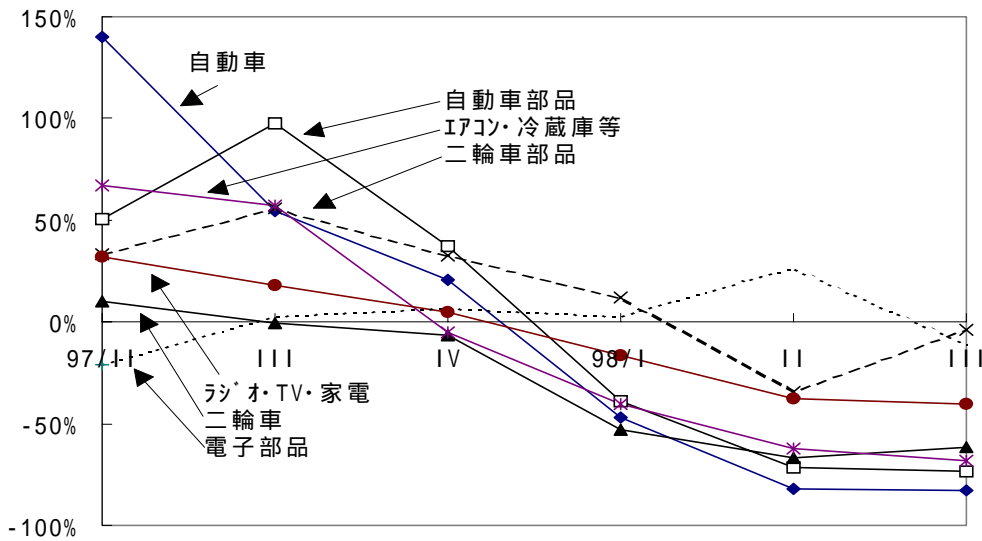 150%
自動車
100%
自動車部品
ｴｱｺﾝ・冷蔵庫等
二輪車部品
50%
0%
97/II III IV 98/I II III
ﾗｼﾞｵ・TV・家電
二輪車
電子部品
-50%
-100%